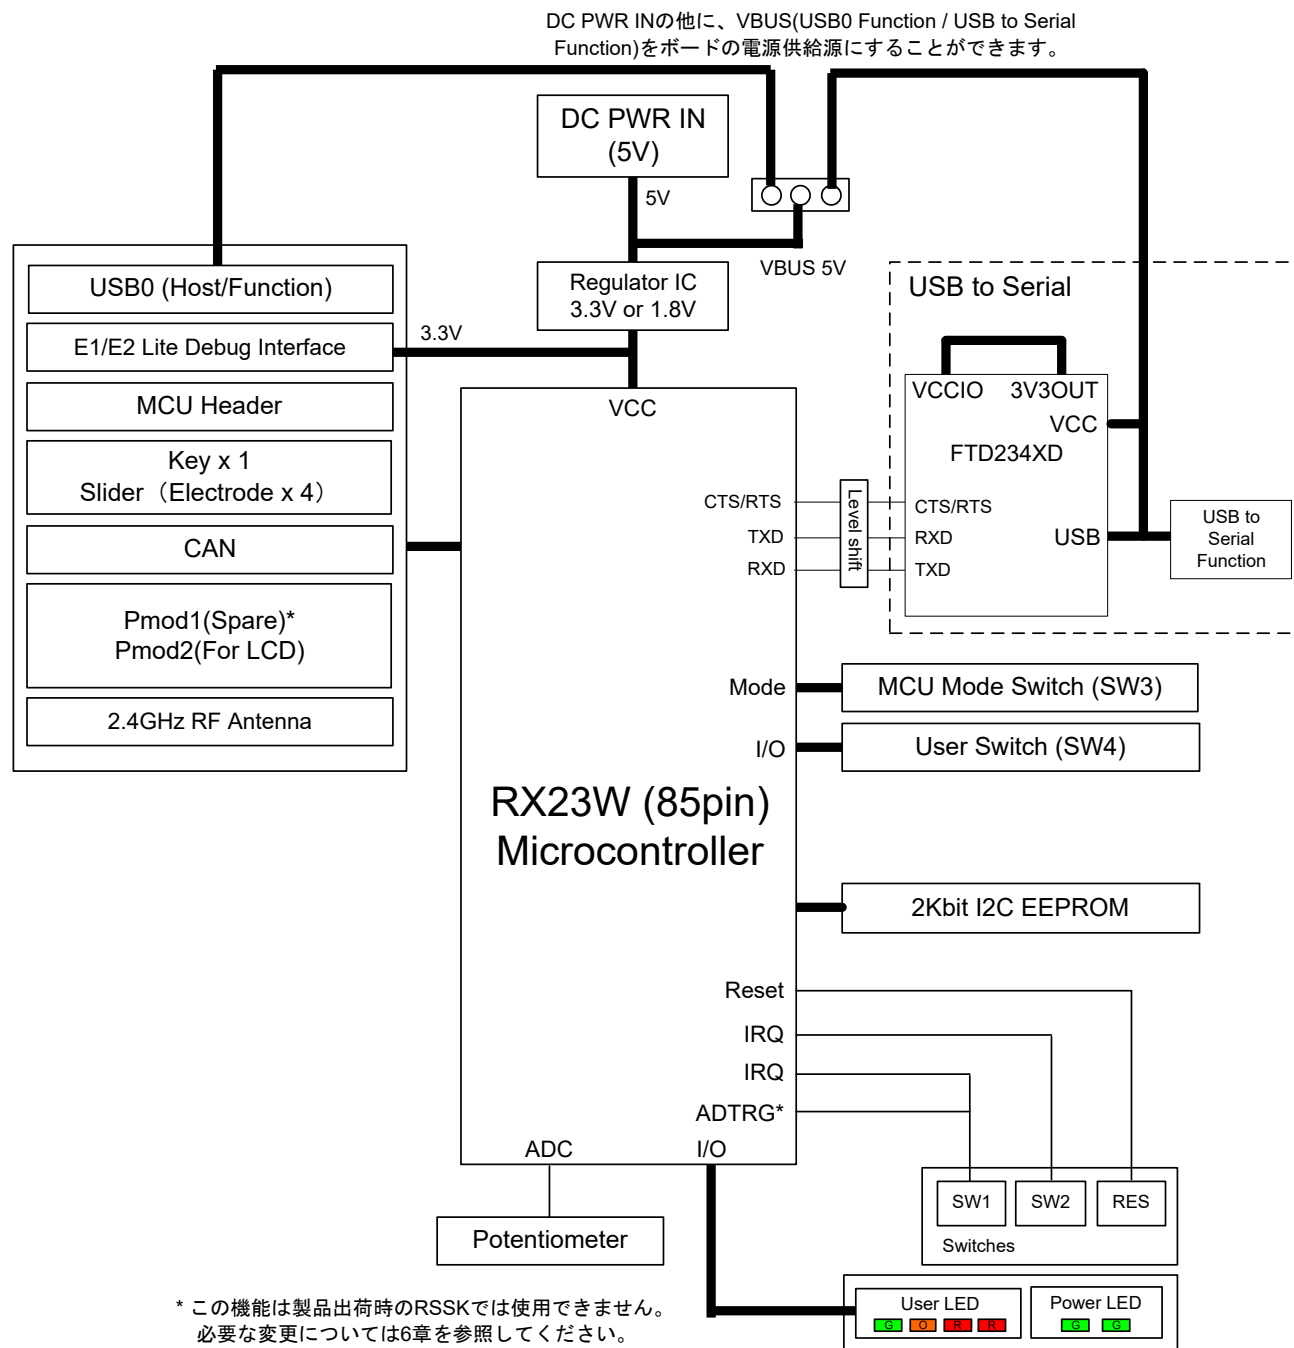 DC PWR INの他に、VBUS(USB0 Function / USB to Serial
Function)をボードの電源供給源にすることができます。
DC PWR IN
(5V)
5V
VBUS 5V
Regulator IC
3.3V or 1.8V
3.3V
USB0 (Host/Function)
E1/E2 Lite Debug Interface
MCU Header
Key x 1
Slider（Electrode x 4）
CAN
Pmod1(Spare)*
Pmod2(For LCD)
2.4GHz RF Antenna
USB to Serial
VCCIO 3V3OUT
VCC
FTD234XD
CTS/RTS
RXD
TXD
USB
USB to
Serial
Function
Level shift
VCC
CTS/RTS
TXD
RXD
Mode
I/O
MCU Mode Switch (SW3)
User Switch (SW4)
RX23W (85pin)
Microcontroller
2Kbit I2C EEPROM
Reset
IRQ
IRQ
ADTRG*
ADC
I/O
Potentiometer
SW1
SW2
RES
Switches
User LED
G O R R
Power LED
G G
* この機能は製品出荷時のRSSKでは使用できません。
必要な変更については6章を参照してください。